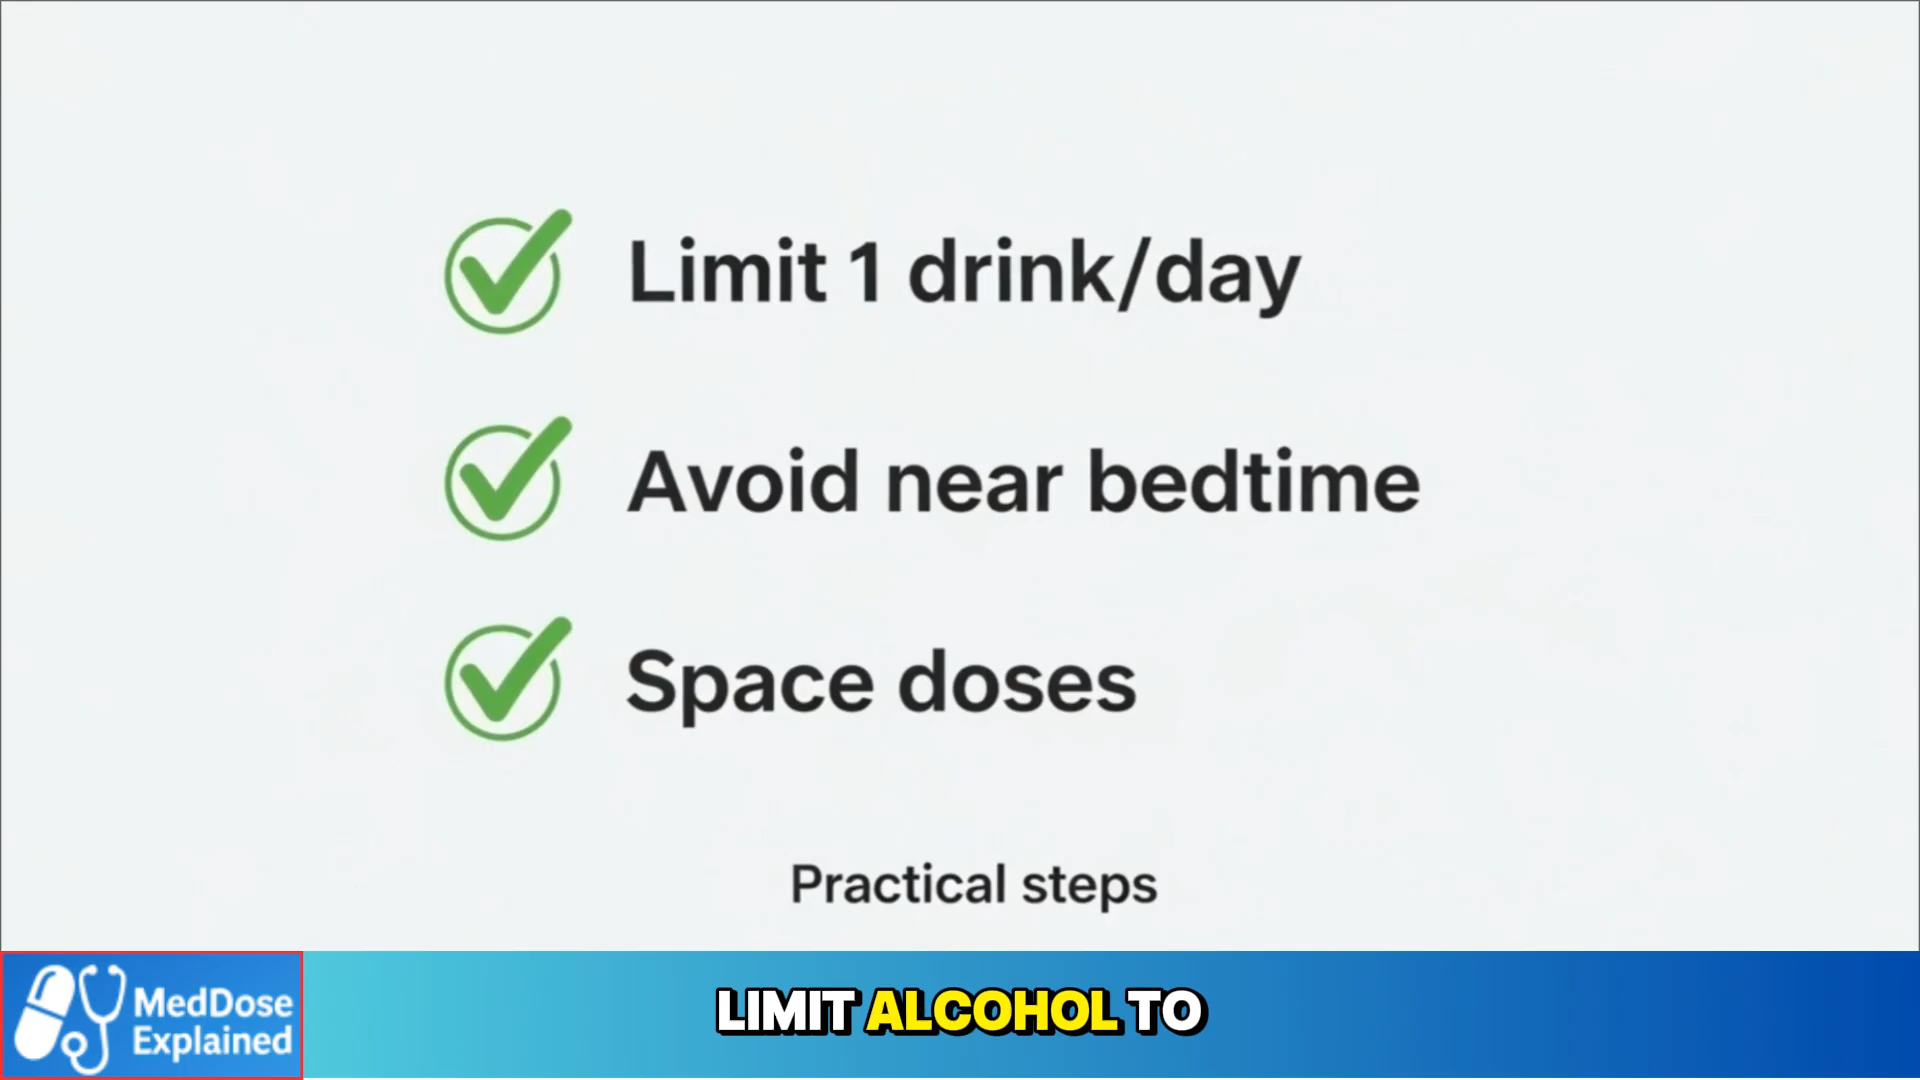 Limit 1 drink/day
Avoid near bedtime
Space doses
Practical steps
MedDose
Explained
LIMIT ALCOHOL TO